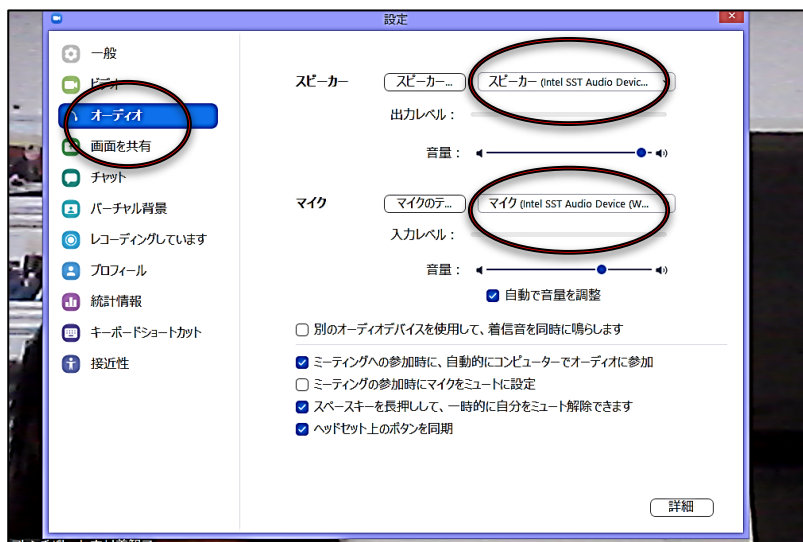 設定
一般
ビデオ
オーディオ
画面を共有
チャット
バーチャル背景
レコーディングしています
プロフィール
統計情報
キーボードショートカット
接近性
スピーカー スピーカー... スピーカー (Intel SST Audio Devic...
出力レベル：
音量：
マイク マイクのテ... マイク (Intel SST Audio Device (W...
入力レベル：
音量：
自動で音量を調整
別のオーディオデバイスを使用して、着信音を同時に鳴らします
ミーティングへの参加時に、自動的にコンピューターでオーディオに参加
ミーティングの参加時にマイクをミュートに設定
スペースキーを長押しして、一時的に自分をミュート解除できます
ヘッドセット上のボタンを同期
詳細